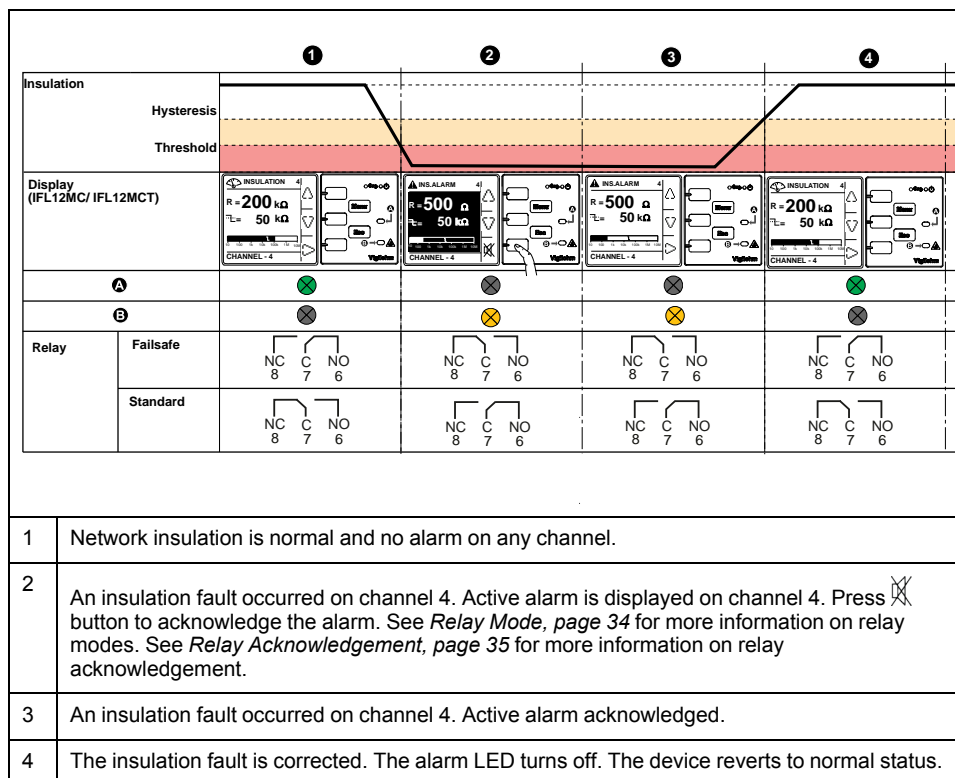 1 2 3 4
Insulation
Hysteresis
Threshold
Display
(IFL12MC/ IFL12MCT)
INSULATION 4
R = 200 kΩ
= 50 kΩ
CHANNEL - 4
Vigilohm
INS.ALARM 4
R = 500 Ω
= 50 kΩ
CHANNEL - 4
Vigilohm
INS.ALARM 4
R = 500 Ω
= 50 kΩ
CHANNEL - 4
Vigilohm
INSULATION 4
R = 200 kΩ
= 50 kΩ
CHANNEL - 4
Vigilohm
A
B
Relay
Failsafe
NC C NO NC C NO NC C NO NC C NO
8 7 6 8 7 6 8 7 6 8 7 6
Standard
NC C NO NC C NO NC C NO NC C NO
8 7 6 8 7 6 8 7 6 8 7 6
1 Network insulation is normal and no alarm on any channel.
2 An insulation fault occurred on channel 4. Active alarm is displayed on channel 4. Press
button to acknowledge the alarm. See Relay Mode, page 34 for more information on relay
modes. See Relay Acknowledgement, page 35 for more information on relay
acknowledgement.
3 An insulation fault occurred on channel 4. Active alarm acknowledged.
4 The insulation fault is corrected. The alarm LED turns off. The device reverts to normal status.